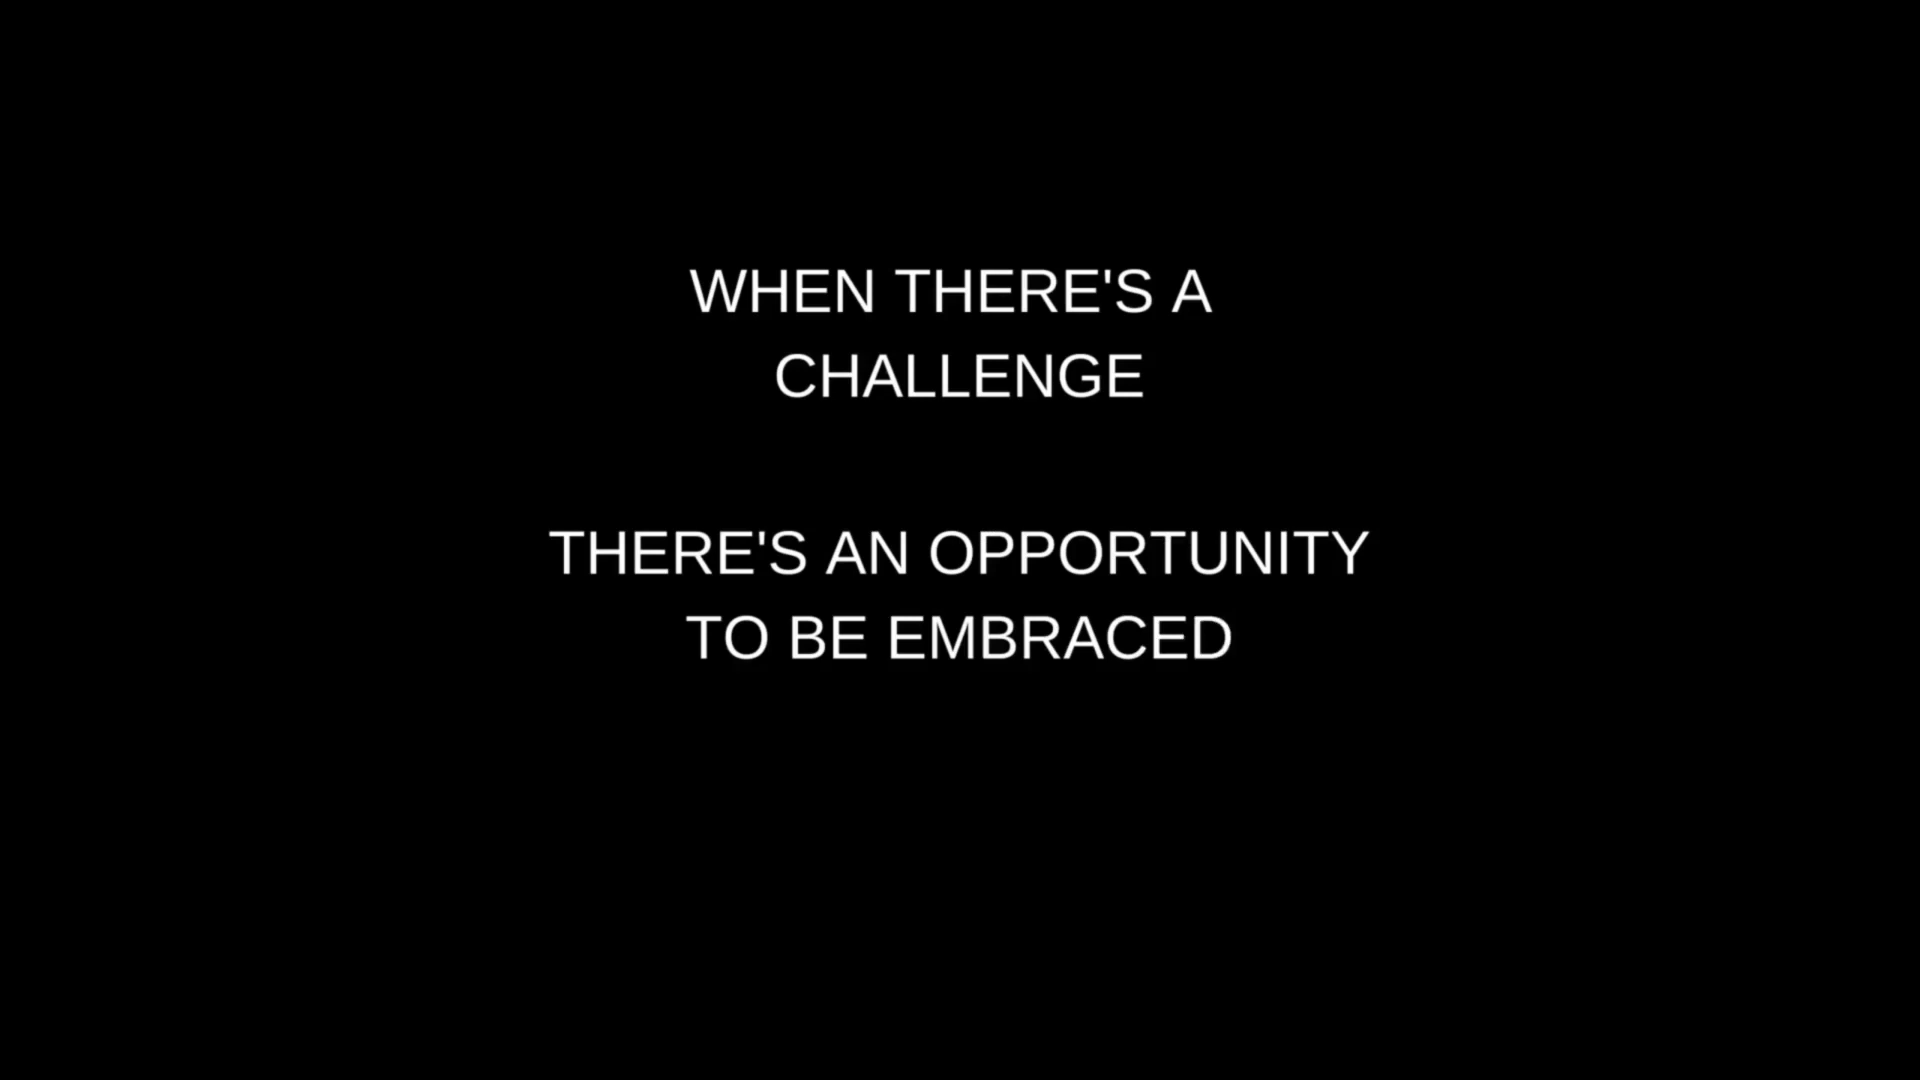 WHEN THERE'S A
CHALLENGE
THERE'S AN OPPORTUNITY
TO BE EMBRACED